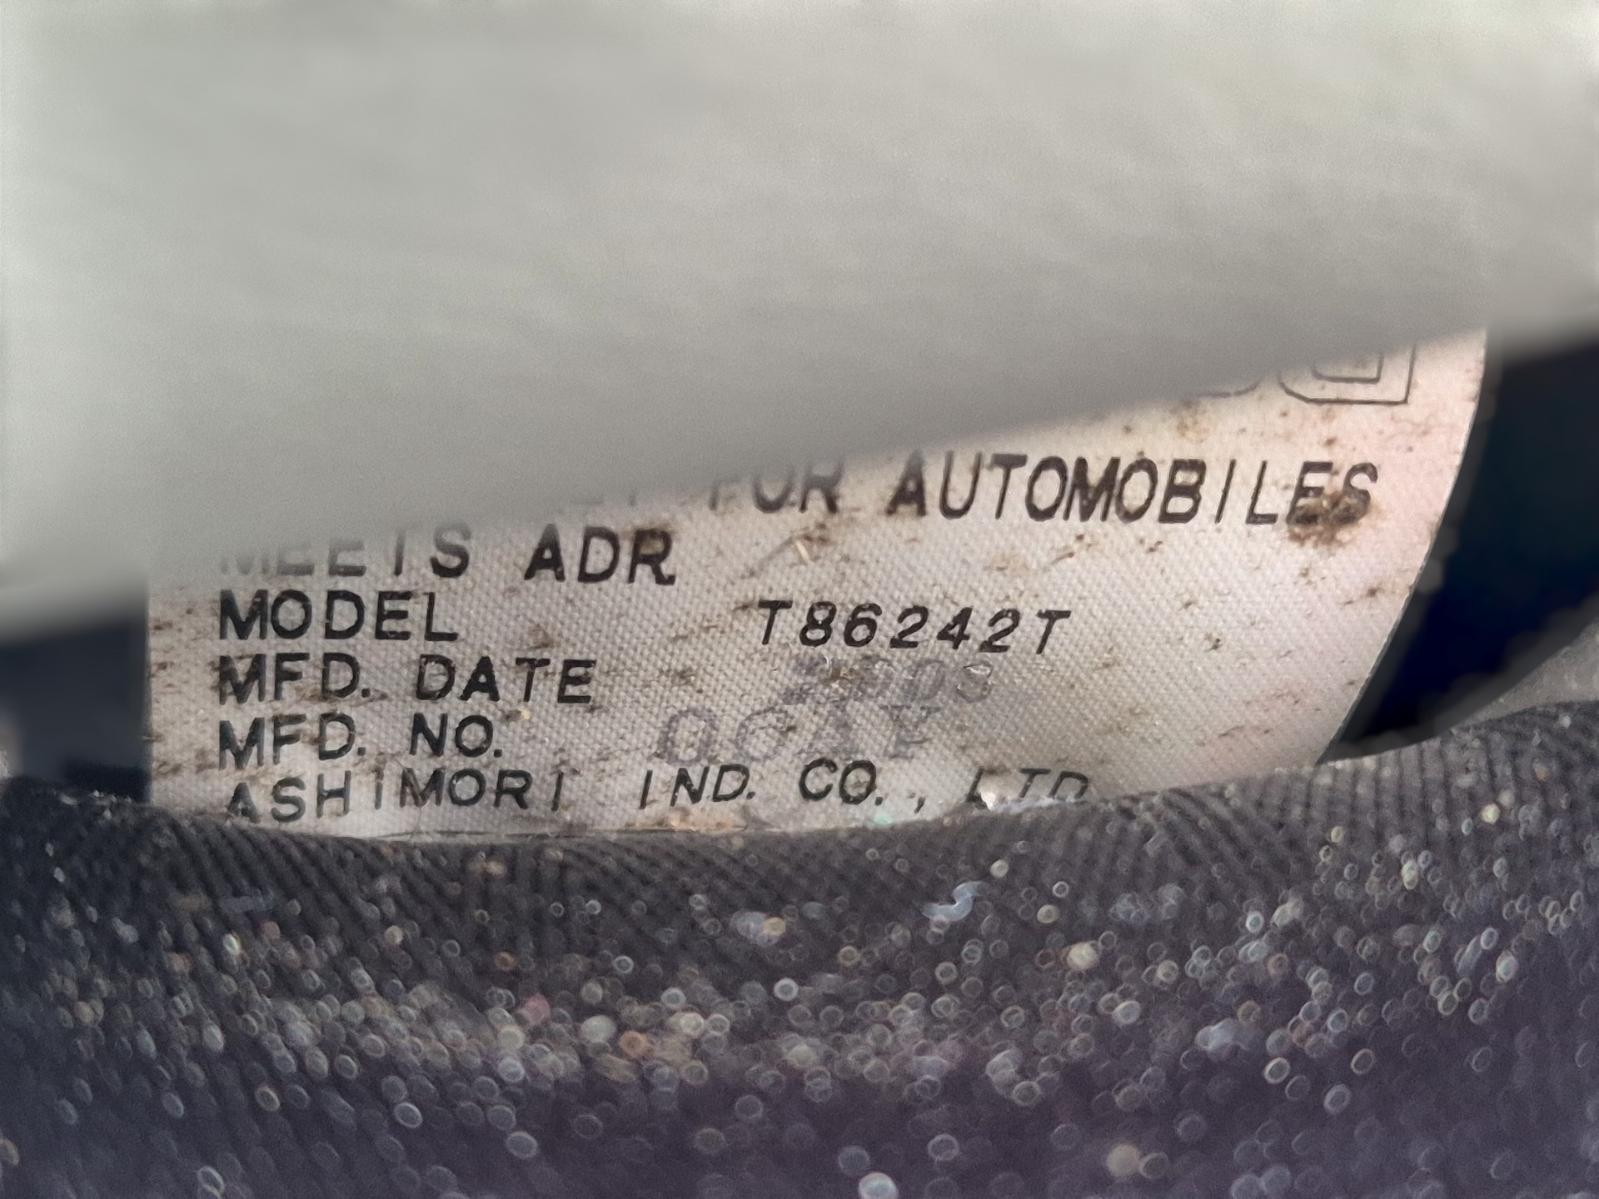 FOR AUTOMOBILES
MEETS ADR
MODEL T86242T
MFD. DATE
MFD. NO.
ASHIMORI IND. CO., LTD